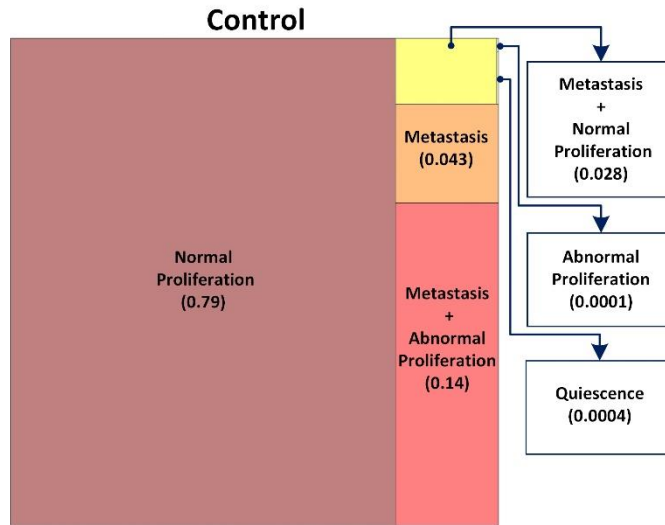 Control
Normal
Proliferation
(0.79)
Metastasis
(0.043)
Metastasis
+
Abnormal
Proliferation
(0.14)
Metastasis
+
Normal
Proliferation
(0.028)
Abnormal
Proliferation
(0.0001)
Quiescence
(0.0004)